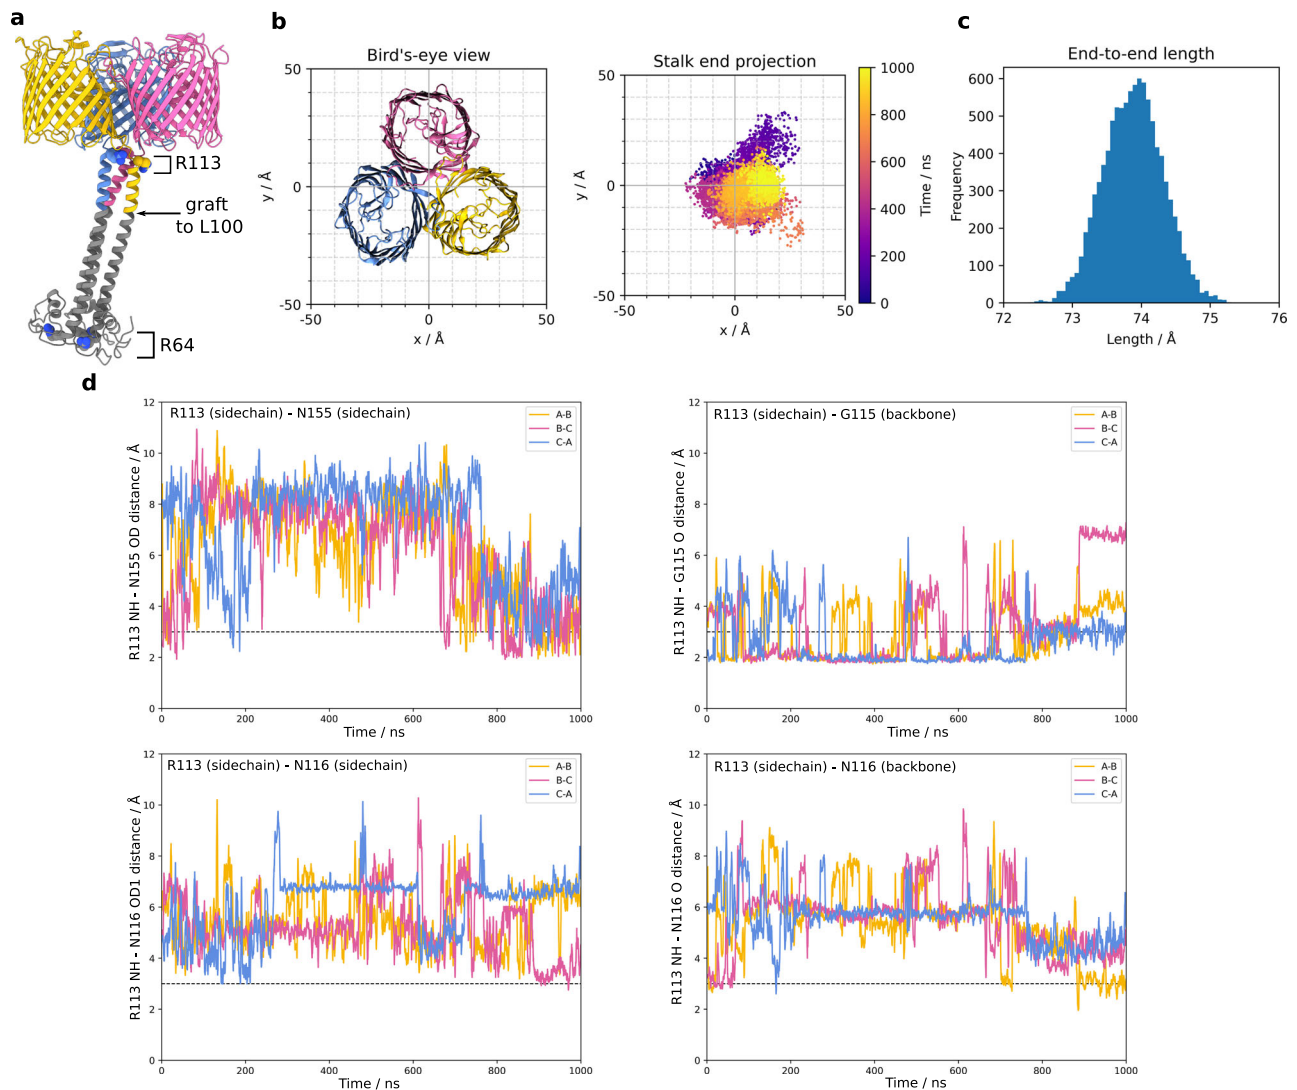 a
R113
graft
to L100
R64
b
Bird's-eye view
50
0
-50
-50
0
50
y / Å
x / Å
Stalk end projection
50
0
-50
-50
0
50
y / Å
x / Å
1000
800
600
400
200
0
Time / ns
c
End-to-end length
600
500
400
300
200
100
0
72
73
74
75
76
Frequency
Length / Å
d
R113 (sidechain) - N155 (sidechain)
A-B
B-C
C-A
12
10
8
6
4
2
0
0
200
400
600
800
1000
R113 NH - N155 OD distance / Å
Time / ns
R113 (sidechain) - G115 (backbone)
A-B
B-C
C-A
12
10
8
6
4
2
0
0
200
400
600
800
1000
R113 NH - G115 O distance / Å
Time / ns
R113 (sidechain) - N116 (sidechain)
A-B
B-C
C-A
12
10
8
6
4
2
0
0
200
400
600
800
1000
R113 NH - N116 OD1 distance / Å
Time / ns
R113 (sidechain) - N116 (backbone)
A-B
B-C
C-A
12
10
8
6
4
2
0
0
200
400
600
800
1000
R113 NH - N116 O distance / Å
Time / ns